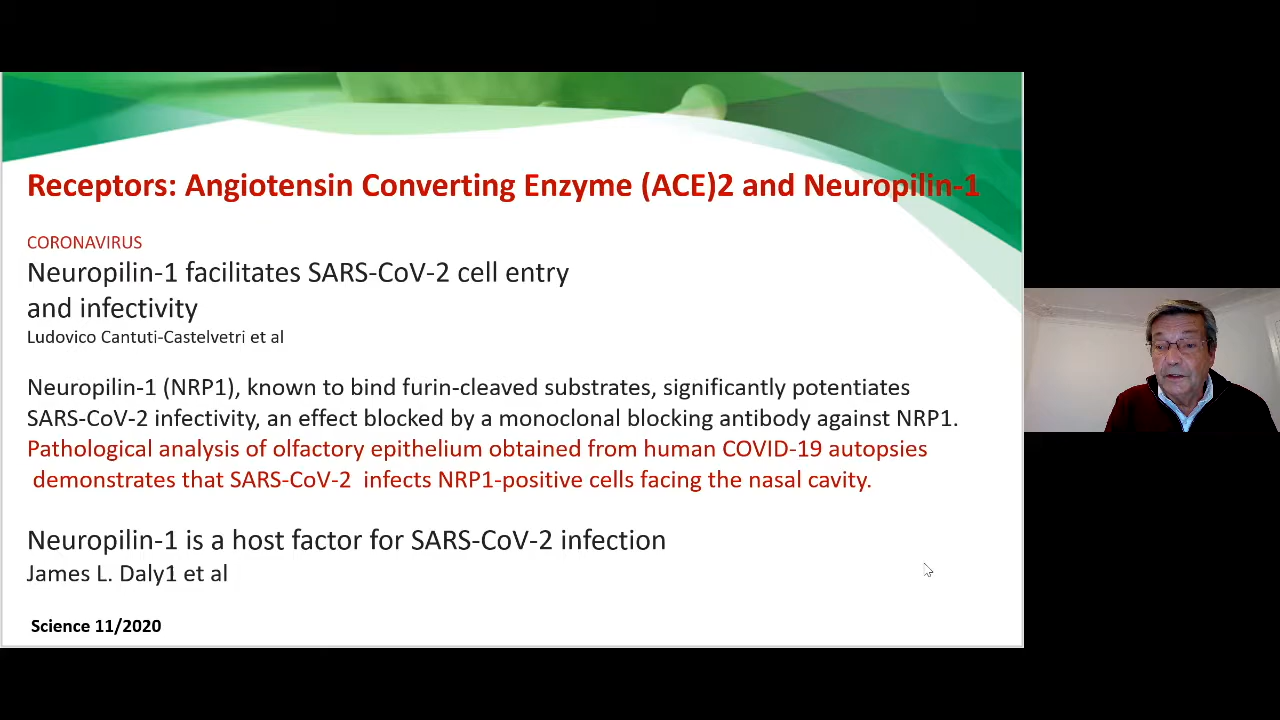 Receptors: Angiotensin Converting Enzyme (ACE)2 and Neuropilin-1
CORONAVIRUS
Neuropilin-1 facilitates SARS-CoV-2 cell entry
and infectivity
Ludovico Cantuti-Castelvetri et al
Neuropilin-1 (NRP1), known to bind furin-cleaved substrates, significantly potentiates
SARS-CoV-2 infectivity, an effect blocked by a monoclonal blocking antibody against NRP1.
Pathological analysis of olfactory epithelium obtained from human COVID-19 autopsies
demonstrates that SARS-CoV-2 infects NRP1-positive cells facing the nasal cavity.
Neuropilin-1 is a host factor for SARS-CoV-2 infection
James L. Daly1 et al
Science 11/2020